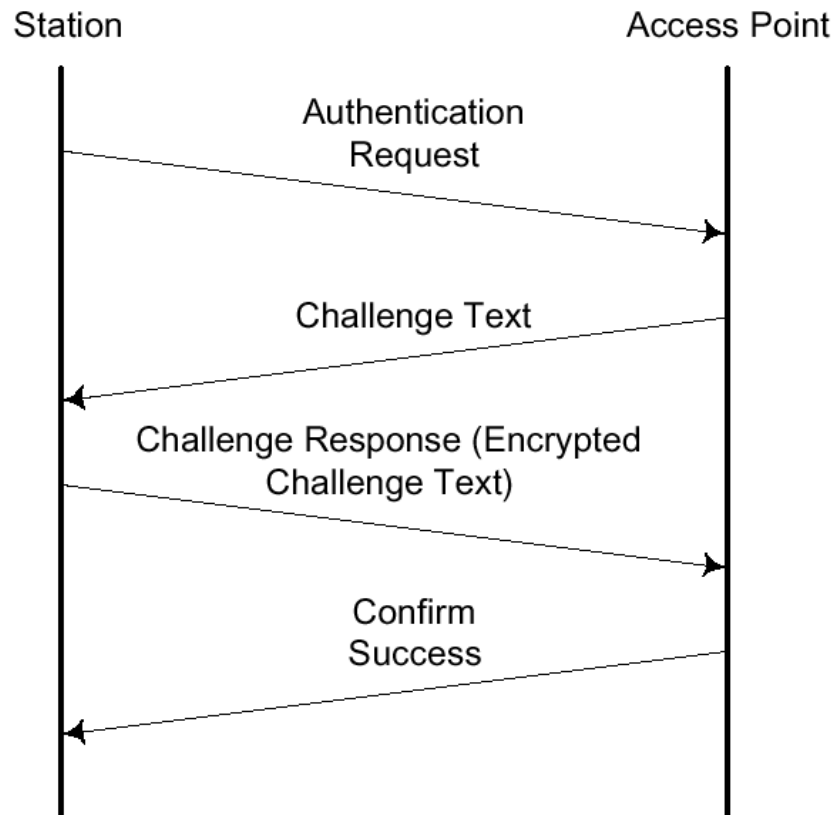 Station
Access Point
Authentication
Request
Challenge Text
Challenge Response (Encrypted
Challenge Text)
Confirm
Success